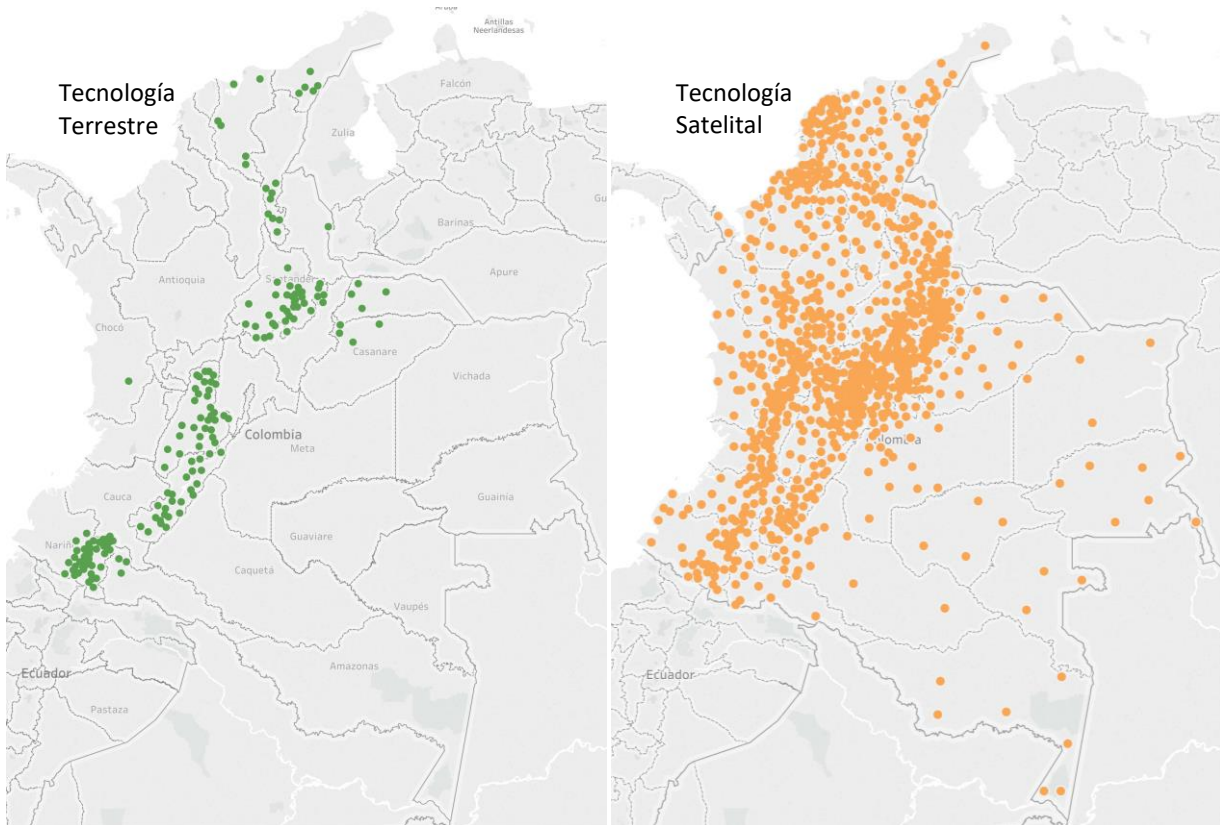 Antillas
Neerlandesas
Tecnología
Terrestre
Falcón
Zulia
Barinas
Apure
Antioquia
Santander
Chocó
Casanare
Vichada
Colombia
Meta
Cauca
Guainía
Nariñ
Guaviare
Caquetá
Vaupés
Ecuador
Amazonas
Pastaza
Tecnología
Satelital
Ecuador